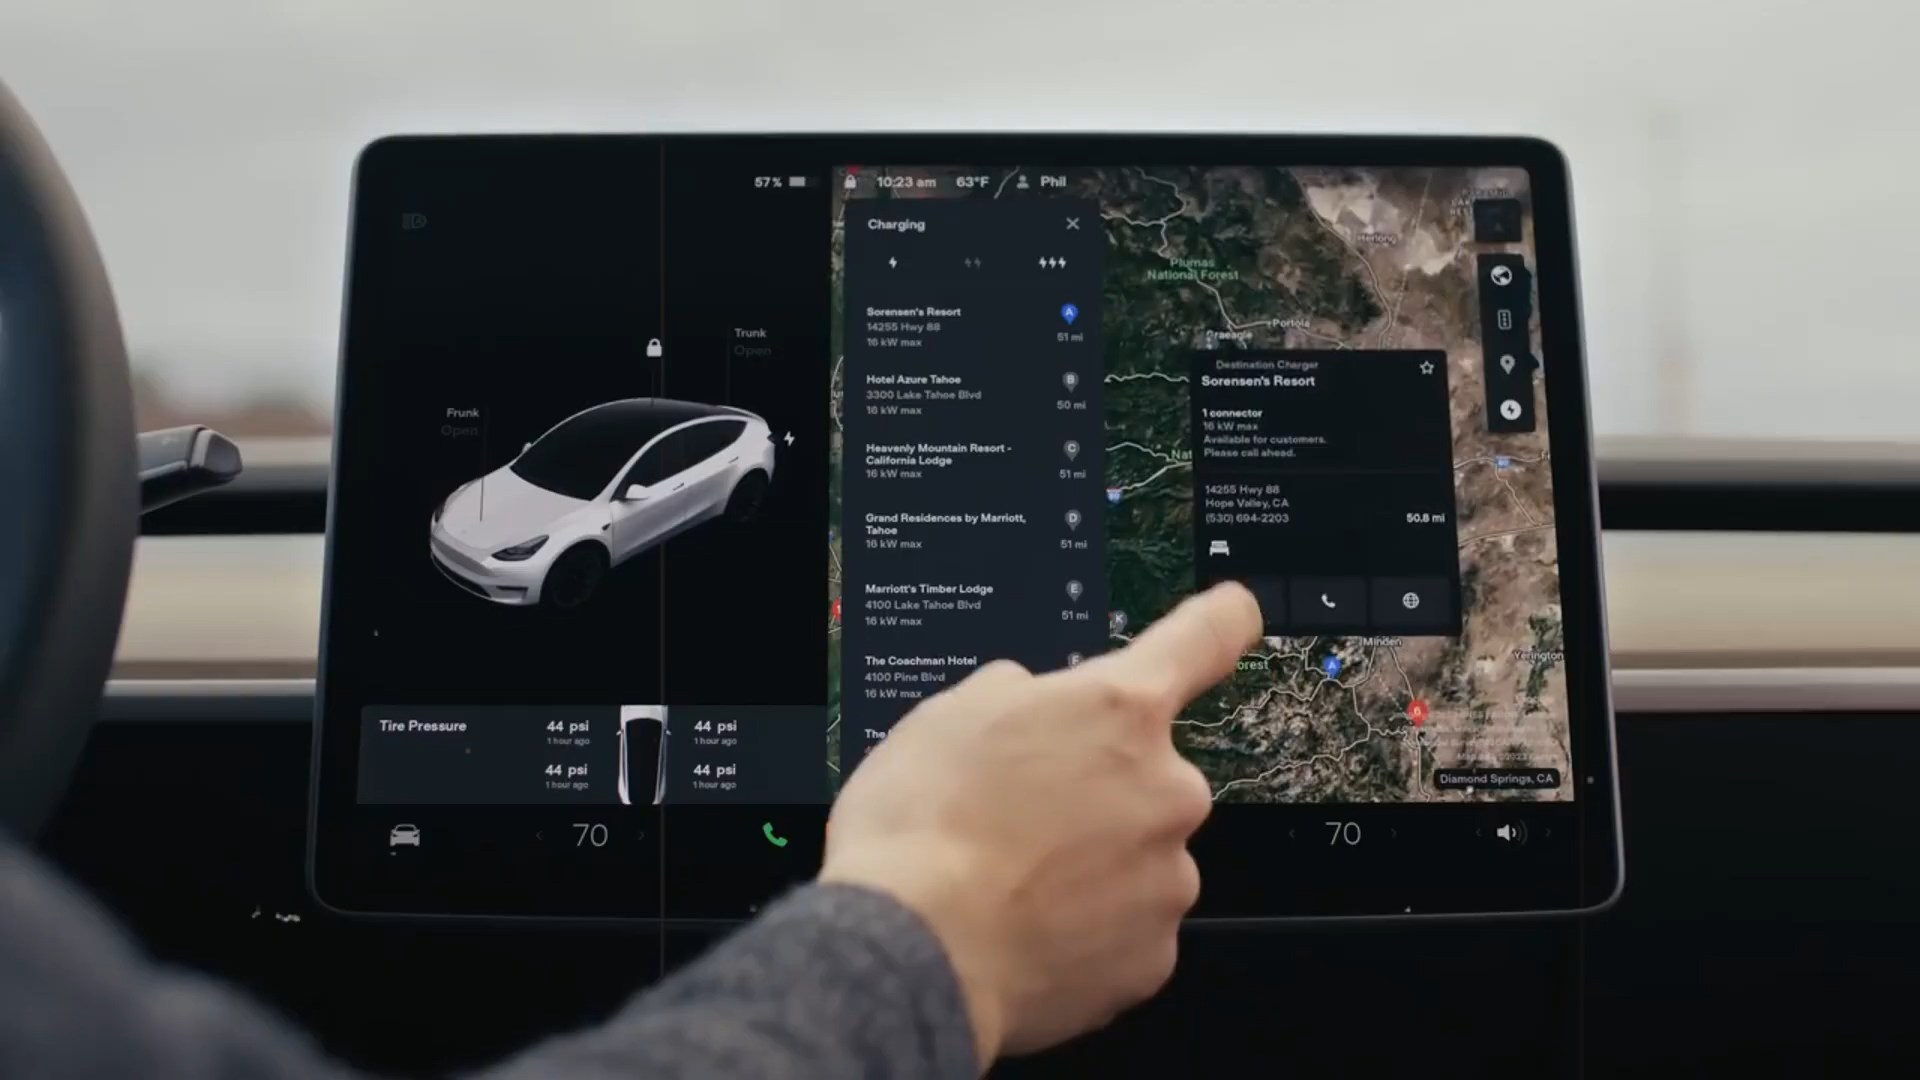 57%
10:23 am 63°F Phil
Trunk
Open
Frunk
Open
Tire Pressure
44 psi
1 hour ago
44 psi
1 hour ago
44 psi
1 hour ago
44 psi
1 hour ago
70
Charging
Sorensen's Resort
14255 Hwy 88
16 kW max
A
51 mi
Hotel Azure Tahoe
3300 Lake Tahoe Blvd
16 kW max
B
50 mi
Heavenly Mountain Resort -
California Lodge
16 kW max
C
51 mi
Grand Residences by Marriott,
Tahoe
16 kW max
D
51 mi
Marriott's Timber Lodge
4100 Lake Tahoe Blvd
16 kW max
E
51 mi
The Coachman Hotel
4100 Pine Blvd
16 kW max
F
The
Plumas
National Forest
Herlong
Portola
Graeagle
Destination Charger
Sorensen's Resort
1 connector
16 kW max
Available for customers.
Please call ahead.
14255 Hwy 88
Hope Valley, CA
(530) 694-2203
50.8 mi
80
80
K
Minden
Yerington
A
6
Diamond Springs, CA
70